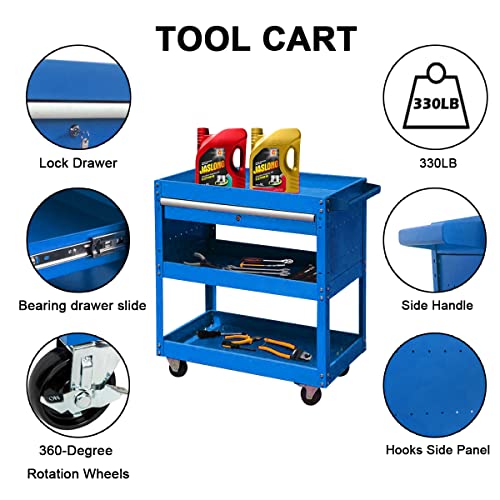 TOOL CART
Lock Drawer
330LB
330LB
JASLONG
JASLONG
Bearing drawer slide
Side Handle
ON
360-Degree
Rotation Wheels
Hooks Side Panel